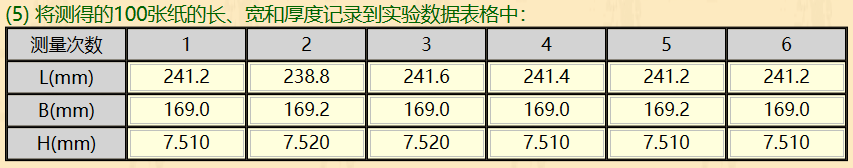 (5) 将测得的100张纸的长、宽和厚度记录到实验数据表格中：
测量次数 1 2 3 4 5 6
L(mm) 241.2 238.8 241.6 241.4 241.2 241.2
B(mm) 169.0 169.2 169.0 169.0 169.2 169.0
H(mm) 7.510 7.520 7.520 7.510 7.510 7.510